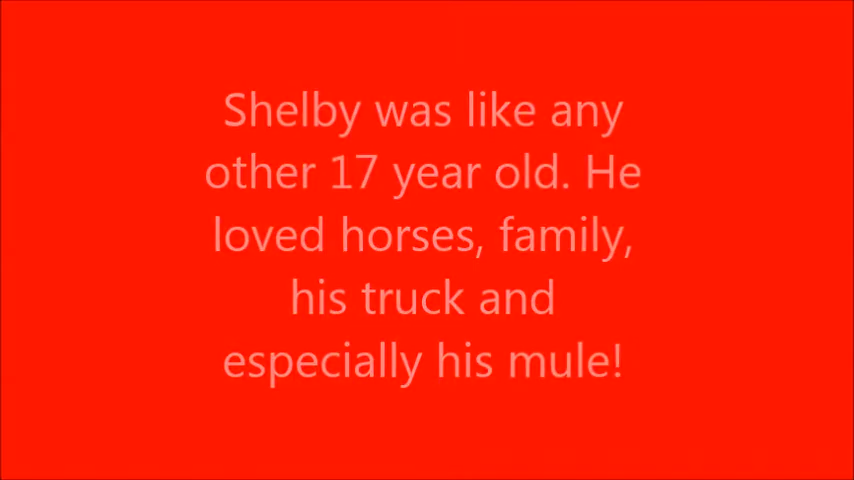 Shelby was like any
other 17 year old. He
loved horses, family,
his truck and
especially his mule!